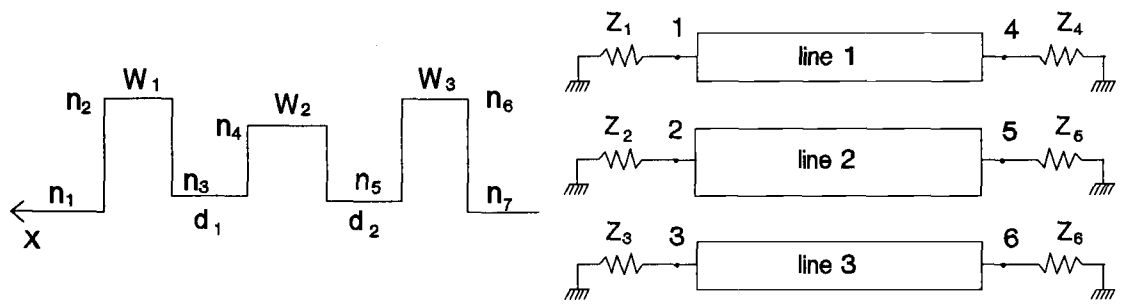 W₁
W₃
n₂
W₂
n₆
n₄
n₁
n₃
n₅
n₇
d₁
d₂
X
Z₁
1
line 1
4
Z₄
Z₂
2
line 2
5
Z₅
Z₃
3
line 3
6
Z₆